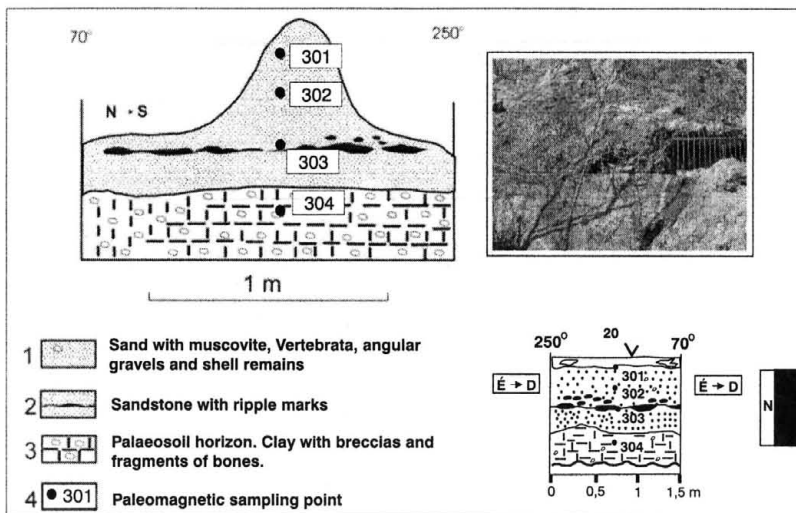 70° 250°
301
302
N → S
303
304
1 m
1 Sand with muscovite, Vertebrata, angular
gravels and shell remains
2 Sandstone with ripple marks
3 Palaeosoil horizon. Clay with breccias and
fragments of bones.
4 301 Paleomagnetic sampling point
250° 20 70°
É → D 301 É → D
302
303
304
N
0 0,5 1 1,5 m